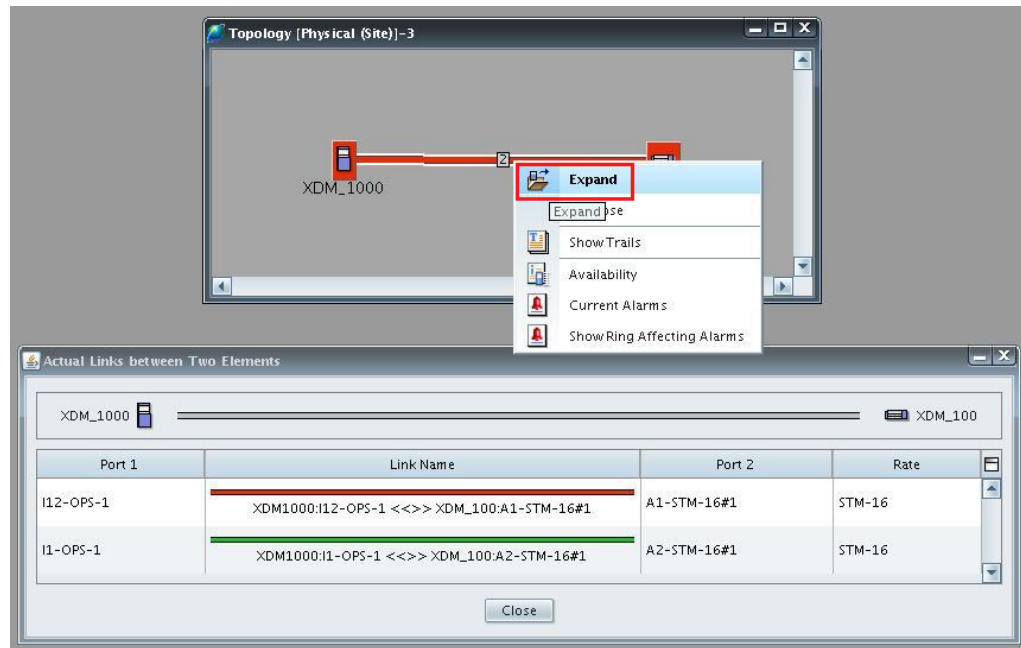 Topology [Physical (Site)]-3
2
XDM_1000
Expand
Expand
Show Trails
Availability
Current Alarms
Show Ring Affecting Alarms
Actual Links between Two Elements
XDM_1000 XDM_100
Port 1 Link Name Port 2 Rate
I12-OPS-1 XDM1000:I12-OPS-1 <<>> XDM_100:A1-STM-16#1 A1-STM-16#1 STM-16
I1-OPS-1 XDM1000:I1-OPS-1 <<>> XDM_100:A2-STM-16#1 A2-STM-16#1 STM-16
Close